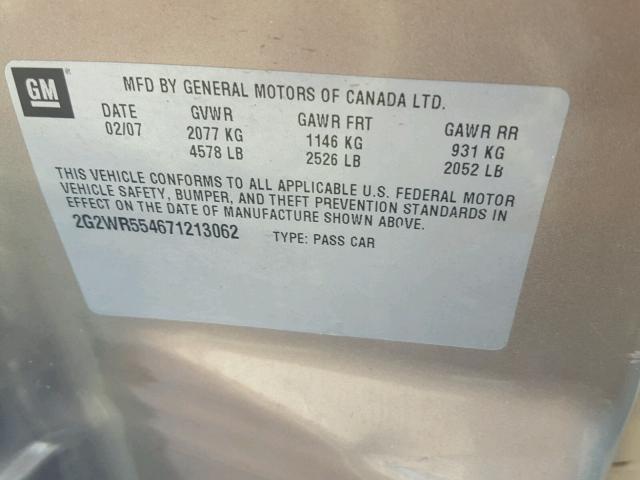 GM
MFD BY GENERAL MOTORS OF CANADA LTD.
DATE GVWR GAWR FRT GAWR RR
02/07 2077 KG 1146 KG 931 KG
4578 LB 2526 LB 2052 LB
THIS VEHICLE CONFORMS TO ALL APPLICABLE U.S. FEDERAL MOTOR
VEHICLE SAFETY, BUMPER, AND THEFT PREVENTION STANDARDS IN
EFFECT ON THE DATE OF MANUFACTURE SHOWN ABOVE.
2G2WR554671213062 TYPE: PASS CAR